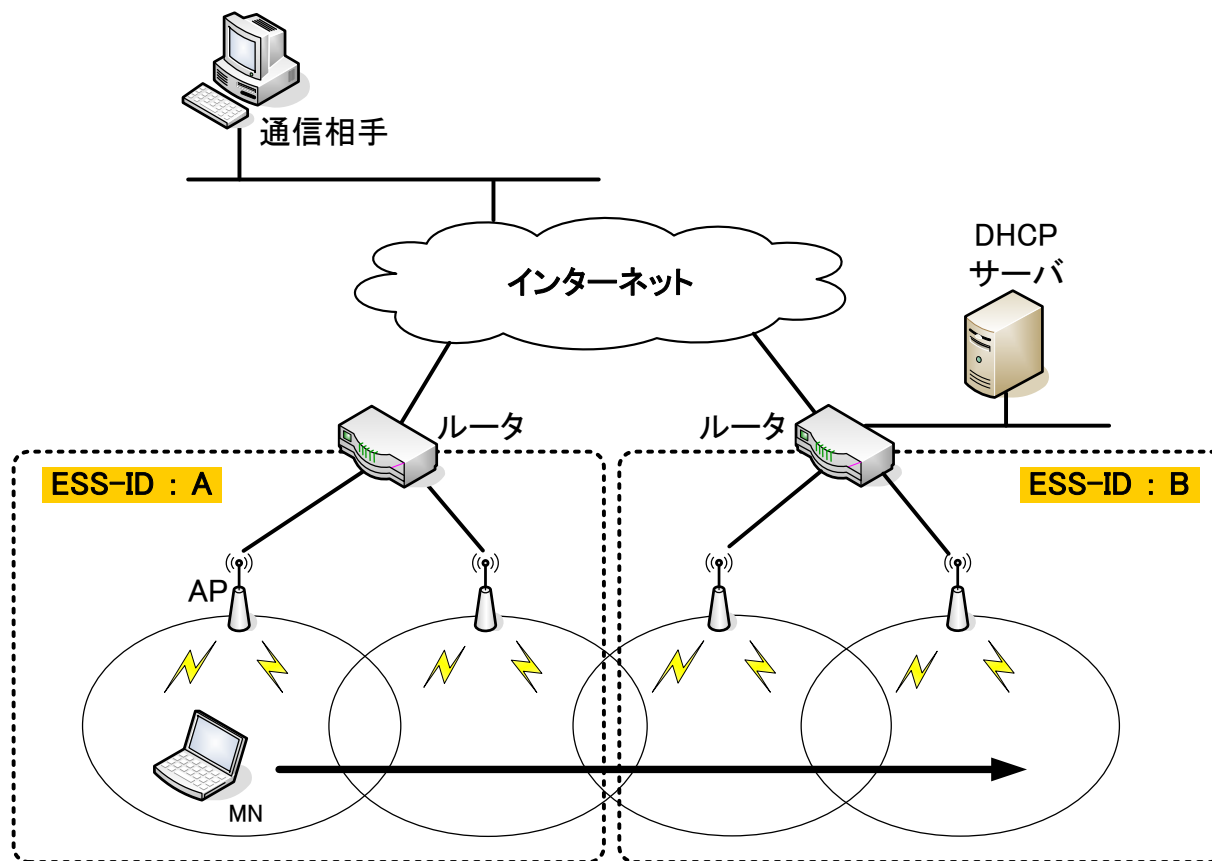 通信相手
インターネット
DHCP
サーバ
ルータ
ルータ
ESS-ID : A
ESS-ID : B
AP
MN